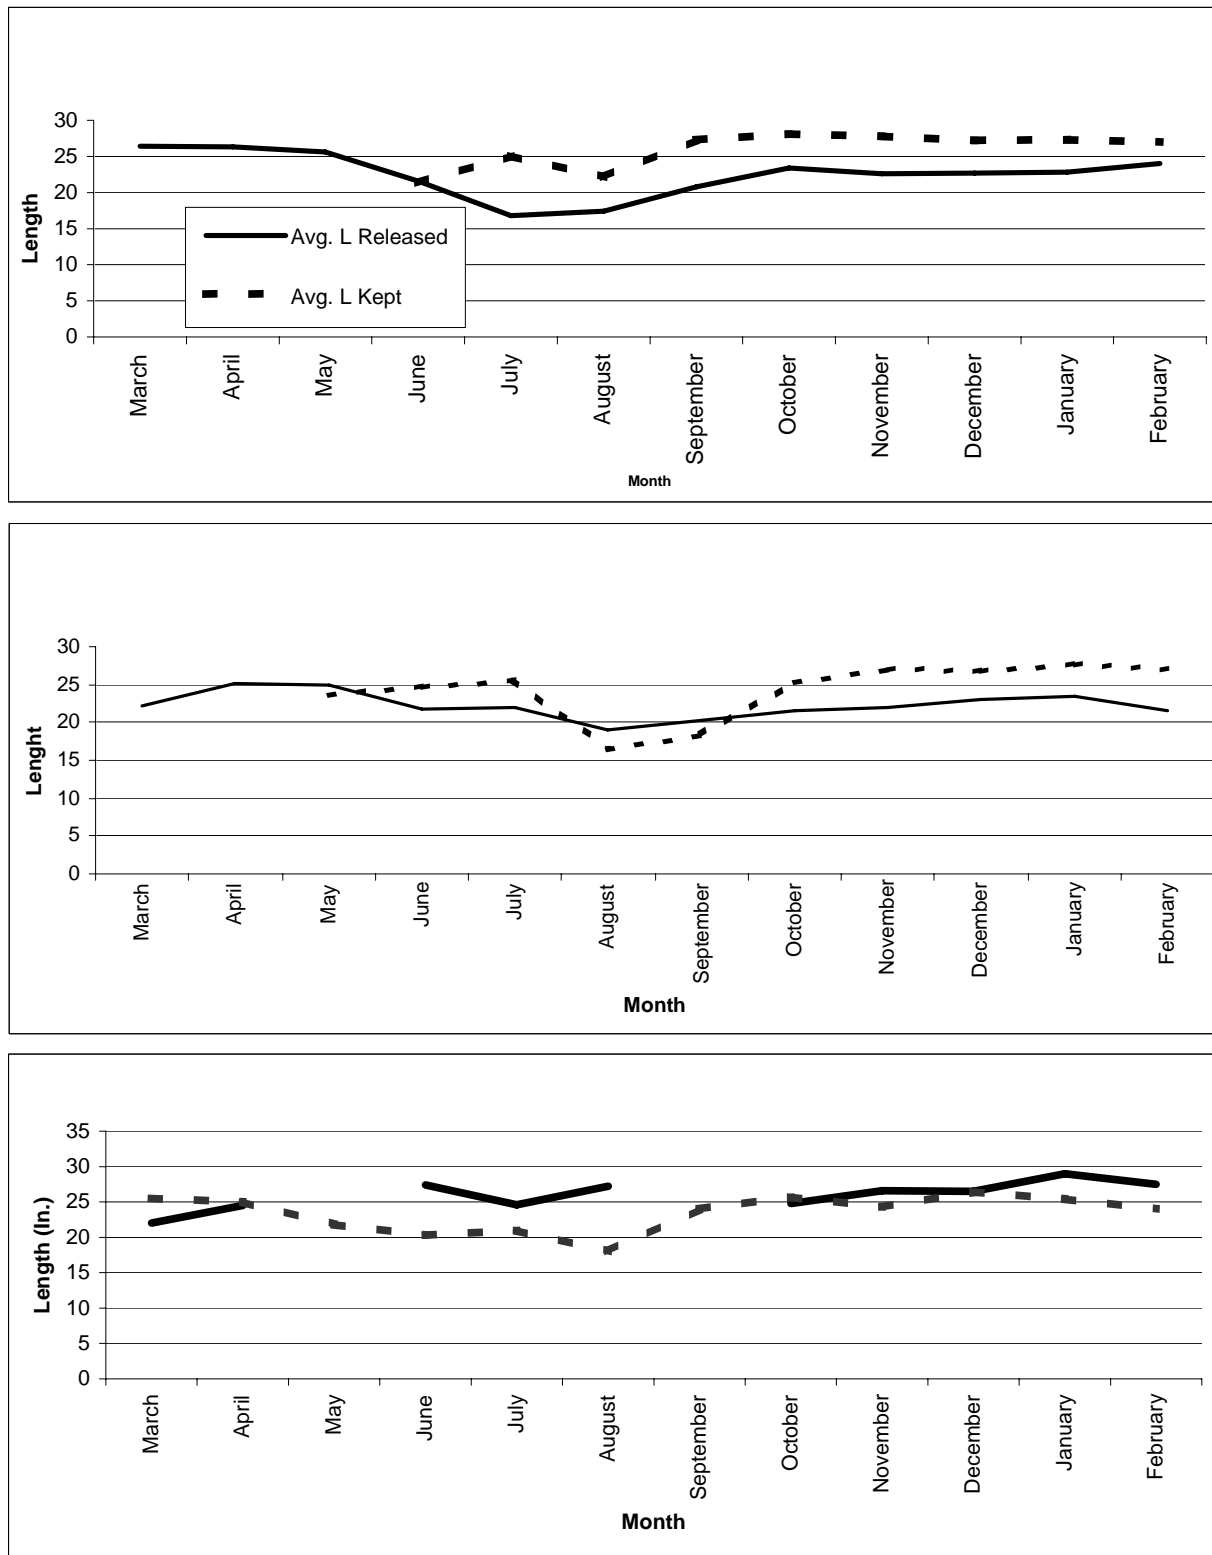 30
25
20
15
10
5
0
Length
Avg. L Released
Avg. L Kept
March
April
May
June
July
August
September
October
November
December
January
February
Month
30
25
20
15
10
5
0
Lenght
March
April
May
June
July
August
September
October
November
December
January
February
Month
35
30
25
20
15
10
5
0
Length (In.)
March
April
May
June
July
August
September
October
November
December
January
February
Month